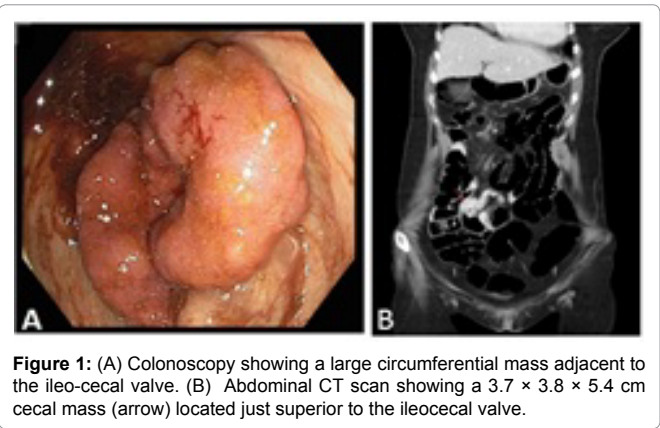 A
B
Figure 1: (A) Colonoscopy showing a large circumferential mass adjacent to
the ileo-cecal valve. (B) Abdominal CT scan showing a 3.7 × 3.8 × 5.4 cm
cecal mass (arrow) located just superior to the ileocecal valve.